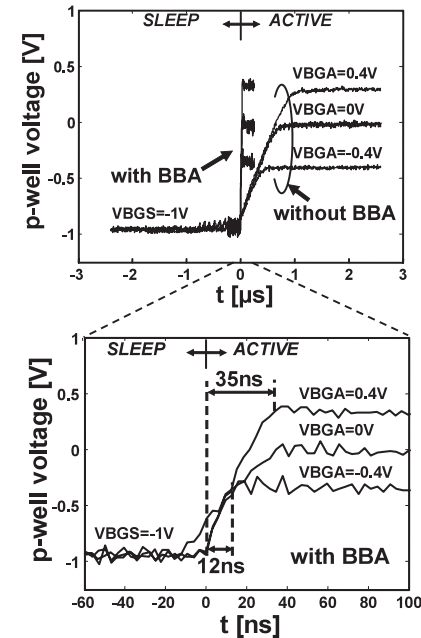 SLEEP ACTIVE
p-well voltage [V]
1
0.5
0
-0.5
-1
VBGA=0.4V
VBGA=0V
VBGA=-0.4V
with BBA
without BBA
VBGS=-1V
-3 -2 -1 0 1 2 3
t [µs]
SLEEP ACTIVE
p-well voltage [V]
1
0.5
0
-0.5
-1
35ns
VBGA=0.4V
VBGA=0V
VBGA=-0.4V
VBGS=-1V
12ns
with BBA
-60 -40 -20 0 20 40 60 80 100
t [ns]